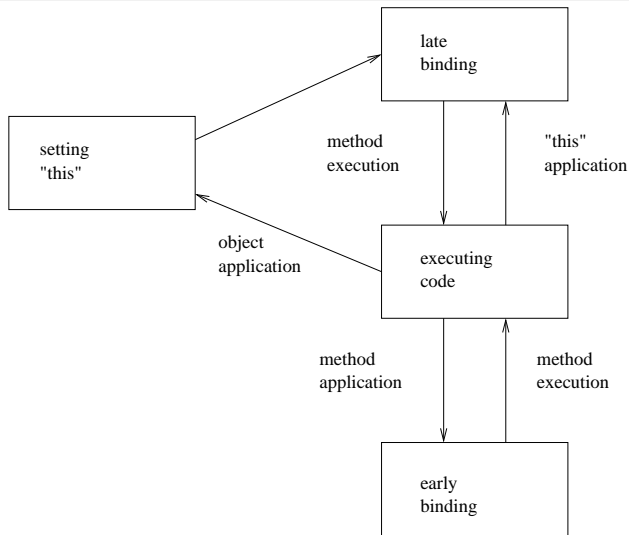 late
binding
setting
"this"
method
execution
"this"
application
object
application
executing
code
method
application
method
execution
early
binding